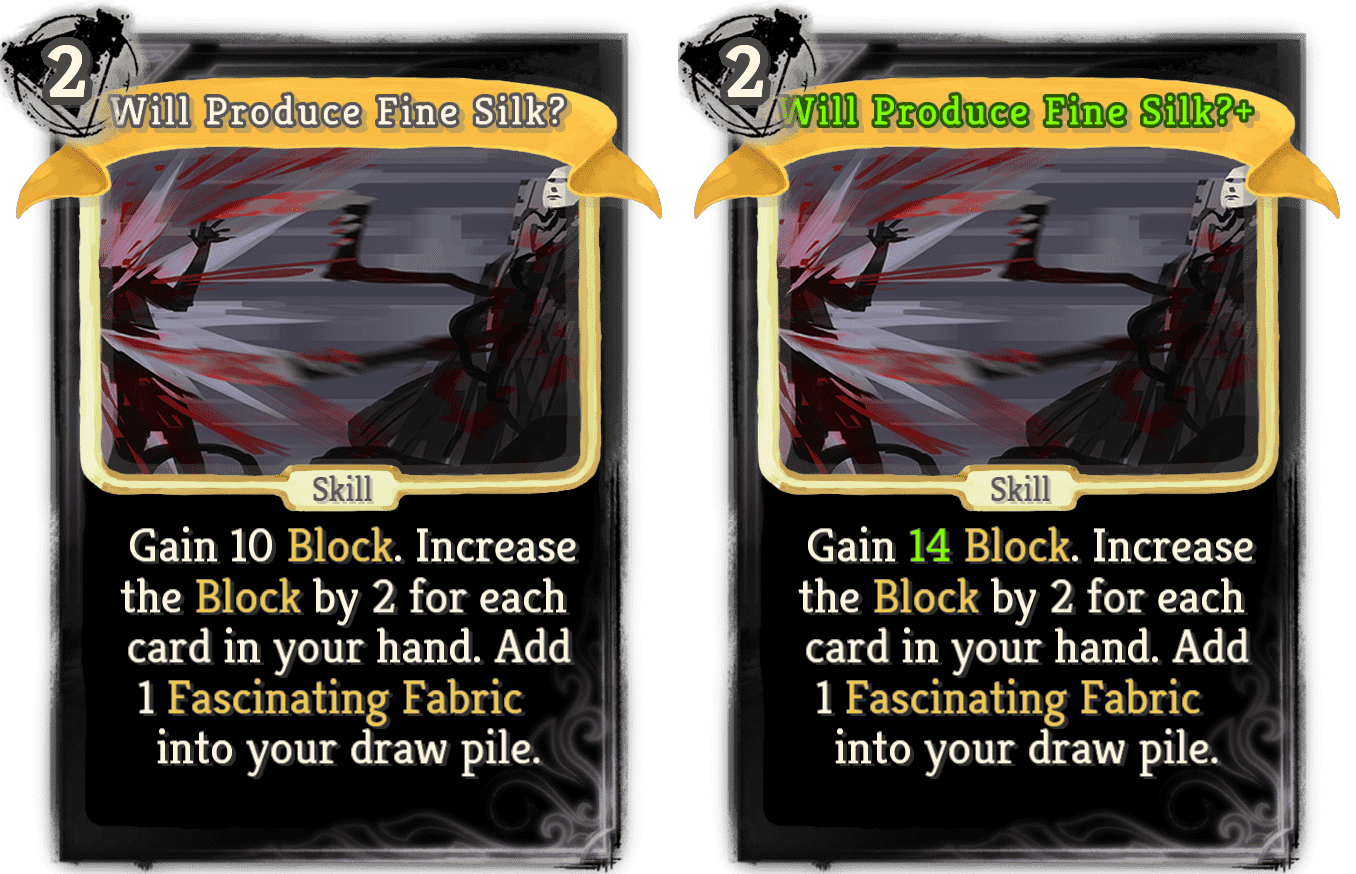 2
Will Produce Fine Silk?
Skill
Gain 10 Block. Increase
the Block by 2 for each
card in your hand. Add
1 Fascinating Fabric
into your draw pile.
2
Will Produce Fine Silk?+
Skill
Gain 14 Block. Increase
the Block by 2 for each
card in your hand. Add
1 Fascinating Fabric
into your draw pile.